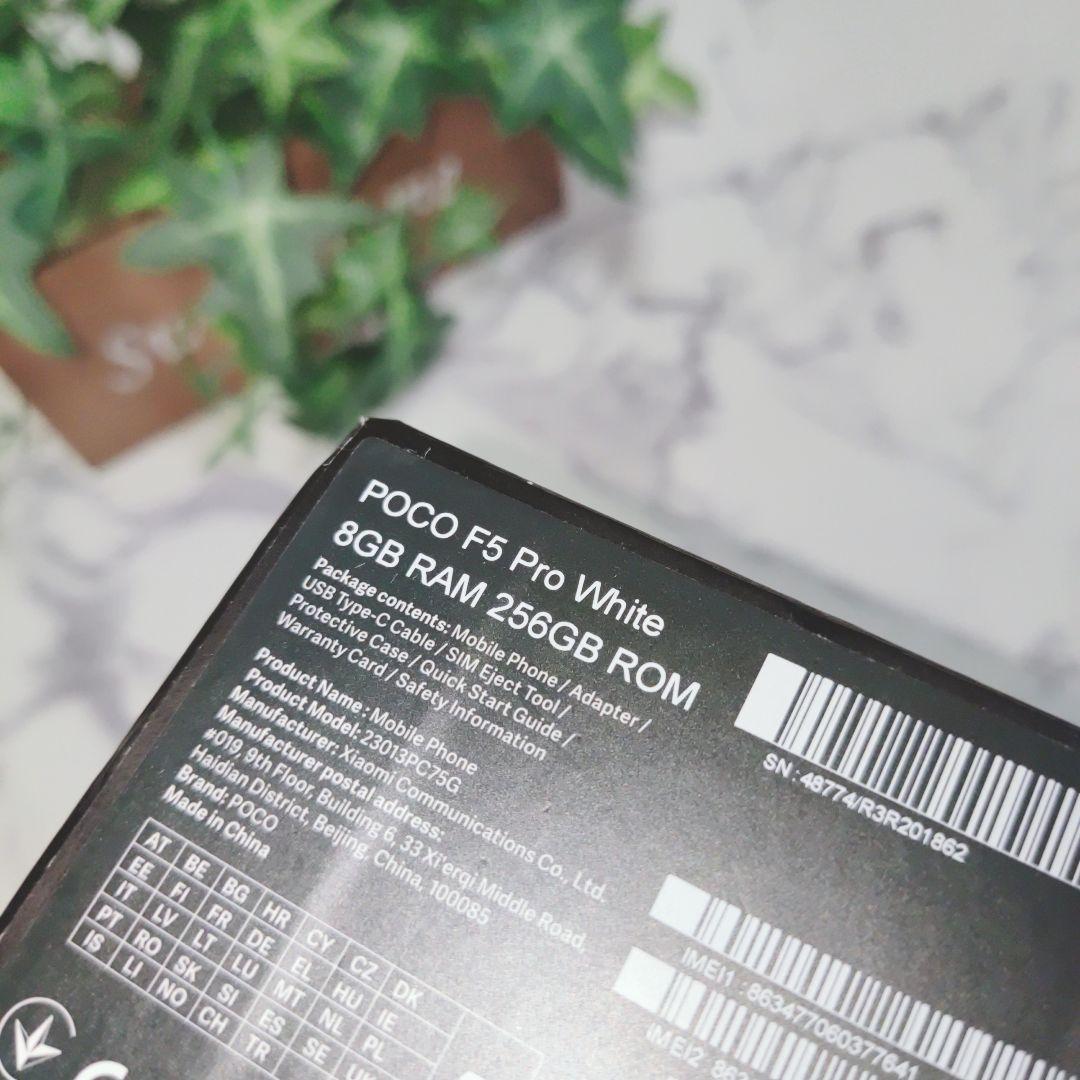 POCO F5 Pro White
8GB RAM 256GB ROM
Package contents: Mobile Phone / Adapter /
USB Type-C Cable / SIM Eject Tool /
Protective Case / Quick Start Guide /
Warranty Card / Safety Information
Product Name : Mobile Phone
Product Model: 23013PC75G
Manufacturer: Xiaomi Communications Co., Ltd.
Manufacturer postal address:
#019 9th Floor, Building 6, 33 Xi'erqi Middle Road,
Haidian District, Beijing, China, 100085
Brand: POCO
Made in China
SN : 48774/R3R201862
IMEI1 : 863477060377641
IMEI2
AT BE BG HR CY CZ DK
EE FI FR DE EL HU IE
IT LV LT LU MT NL PL
PT RO SK SI ES SE
IS LI NO CH TR